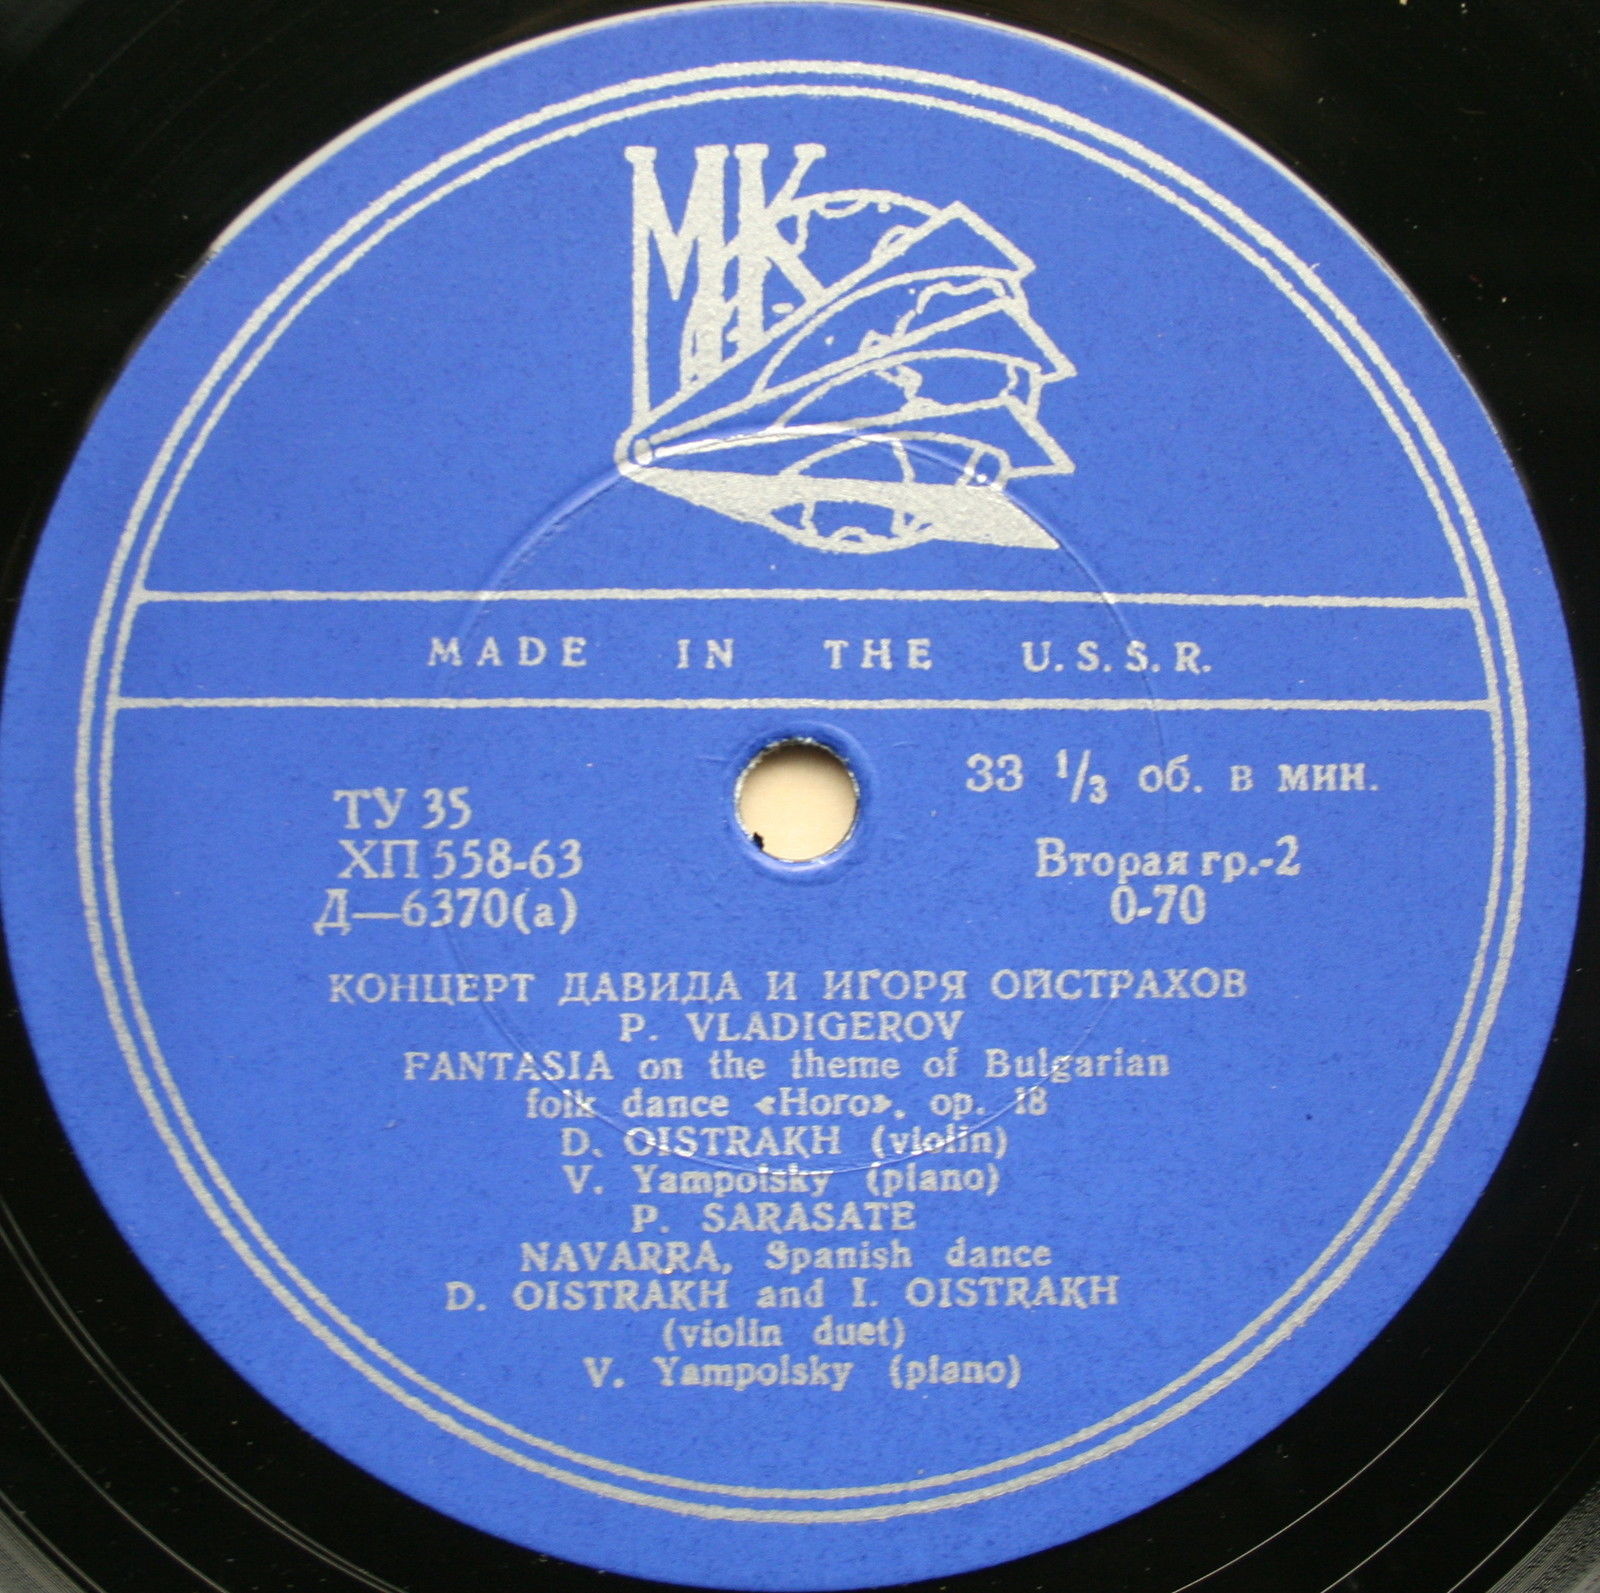 МК
MADE IN THE U.S.S.R.
33 1/3 об. в мин.
ТУ 35
ХП 558-63
Д—6370(а)
Вторая гр.-2
0-70
КОНЦЕРТ ДАВИДА И ИГОРЯ ОЙСТРАХОВ
P. VLADIGEROV
FANTASIA on the theme of Bulgarian
folk dance «Horo», op. 18
D. OISTRAKH (violin)
V. Yampolsky (piano)
P. SARASATE
NAVARRA, Spanish dance
D. OISTRAKH and I. OISTRAKH
(violin duet)
V. Yampolsky (piano)